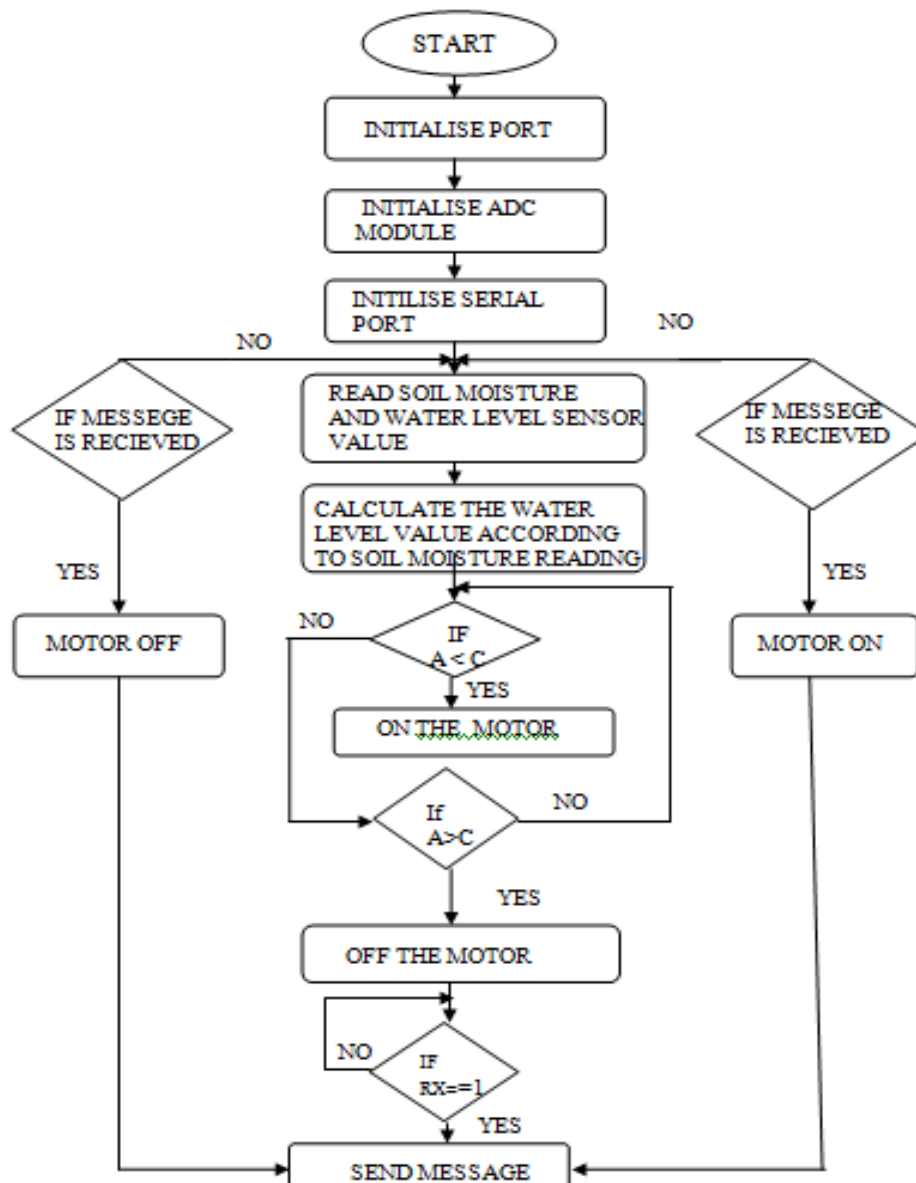 START
INITIALISE PORT
INITIALISE ADC
MODULE
INITILISE SERIAL
PORT
NO
NO
IF MESSEGE
IS RECIEVED
READ SOIL MOISTURE
AND WATER LEVEL SENSOR
VALUE
IF MESSEGE
IS RECIEVED
CALCULATE THE WATER
LEVEL VALUE ACCORDING
TO SOIL MOISTURE READING
YES
YES
MOTOR OFF
NO
IF
A < C
MOTOR ON
YES
ON THE MOTOR
If
A>C
NO
YES
OFF THE MOTOR
NO
IF
RX==1
YES
SEND MESSAGE